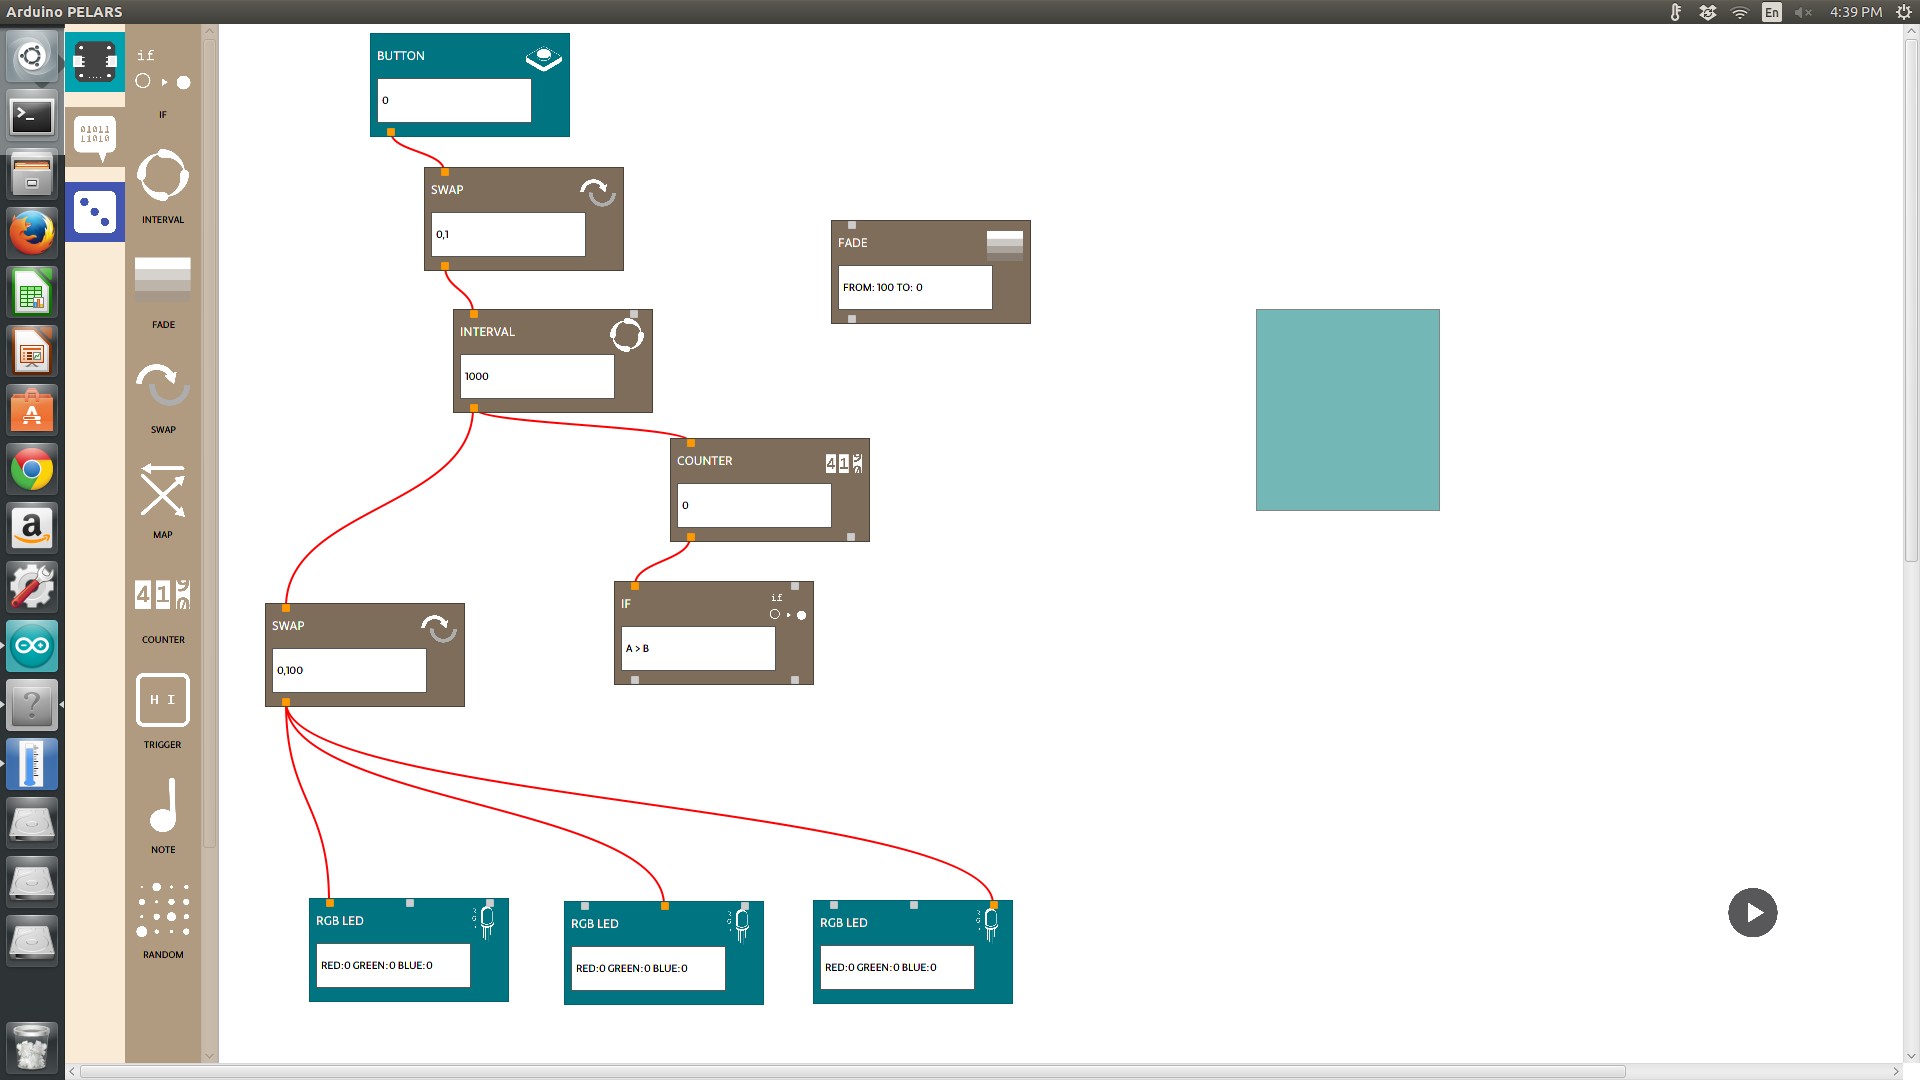 Arduino PELARS
En
4:39 PM
if
IF
01011
11010
INTERVAL
FADE
SWAP
MAP
41
COUNTER
H I
TRIGGER
NOTE
RANDOM
BUTTON
0
SWAP
0,1
FADE
FROM: 100 TO: 0
INTERVAL
1000
COUNTER
41
0
IF
if
A > B
SWAP
0,100
RGB LED
RED:0 GREEN:0 BLUE:0
RGB LED
RED:0 GREEN:0 BLUE:0
RGB LED
RED:0 GREEN:0 BLUE:0